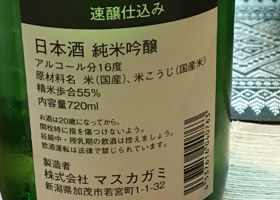 速醸仕込み
日本酒 純米吟醸
アルコール分16度
原材料名 米(国産)、米こうじ(国産米)
精米歩合55%
内容量720ml
お酒は20歳になってから。
開栓時に指を傷つけないよう。
妊娠中・授乳期の飲酒は控えましょう。
飲酒運転は法律で禁じられています。
製造者
株式会社 マスカガミ
新潟県加茂市若宮町1-1-32